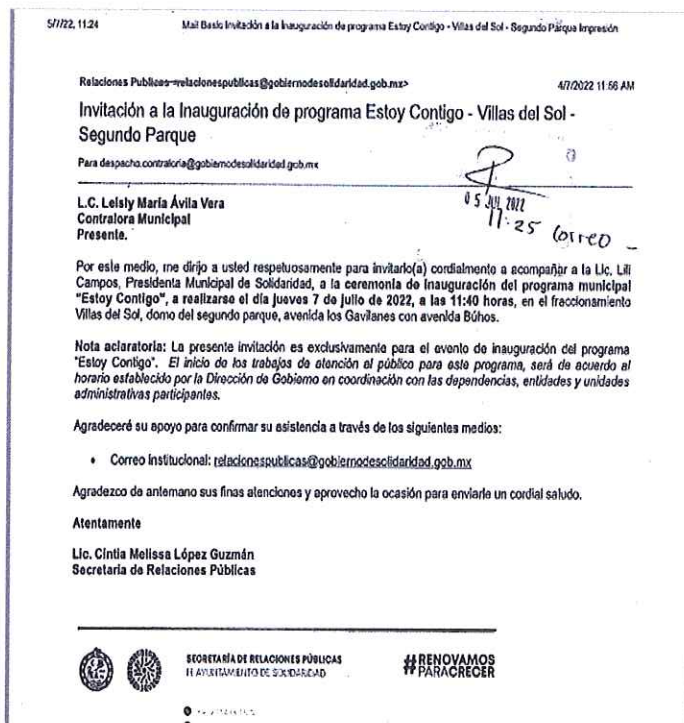 5/7/22, 11:24 Mail Basic Invitación a la Inauguración de programa Estoy Contigo - Villas del Sol - Segundo Parque Impresión
Relaciones Publicas<relacionespublicas@gobiernodesolidaridad.gob.mx> 4/7/2022 11:56 AM
Invitación a la Inauguración de programa Estoy Contigo - Villas del Sol -
Segundo Parque
Para despacho.contraloria@gobiernodesolidaridad.gob.mx
L.C. Leisly María Ávila Vera
Contralora Municipal
Presente.
05 JUL 2022
11:25 Correo
Por este medio, me dirijo a usted respetuosamente para invitarlo(a) cordialmente a acompañar a la Lic. Lili
Campos, Presidenta Municipal de Solidaridad, a la ceremonia de inauguración del programa municipal
"Estoy Contigo", a realizarse el día jueves 7 de julio de 2022, a las 11:40 horas, en el fraccionamiento
Villas del Sol, domo del segundo parque, avenida los Gavilanes con avenida Búhos.
Nota aclaratoria: La presente invitación es exclusivamente para el evento de inauguración del programa
"Estoy Contigo". El inicio de los trabajos de atención al público para este programa, será de acuerdo al
horario establecido por la Dirección de Gobierno en coordinación con las dependencias, entidades y unidades
administrativas participantes.
Agradeceré su apoyo para confirmar su asistencia a través de los siguientes medios:
• Correo Institucional: relacionespublicas@gobiernodesolidaridad.gob.mx
Agradezco de antemano sus finas atenciones y aprovecho la ocasión para enviarle un cordial saludo.
Atentamente
Lic. Cintia Melissa López Guzmán
Secretaria de Relaciones Públicas
SECRETARÍA DE RELACIONES PÚBLICAS
H. AYUNTAMIENTO DE SOLIDARIDAD
#RENOVAMOS
PARACRECER